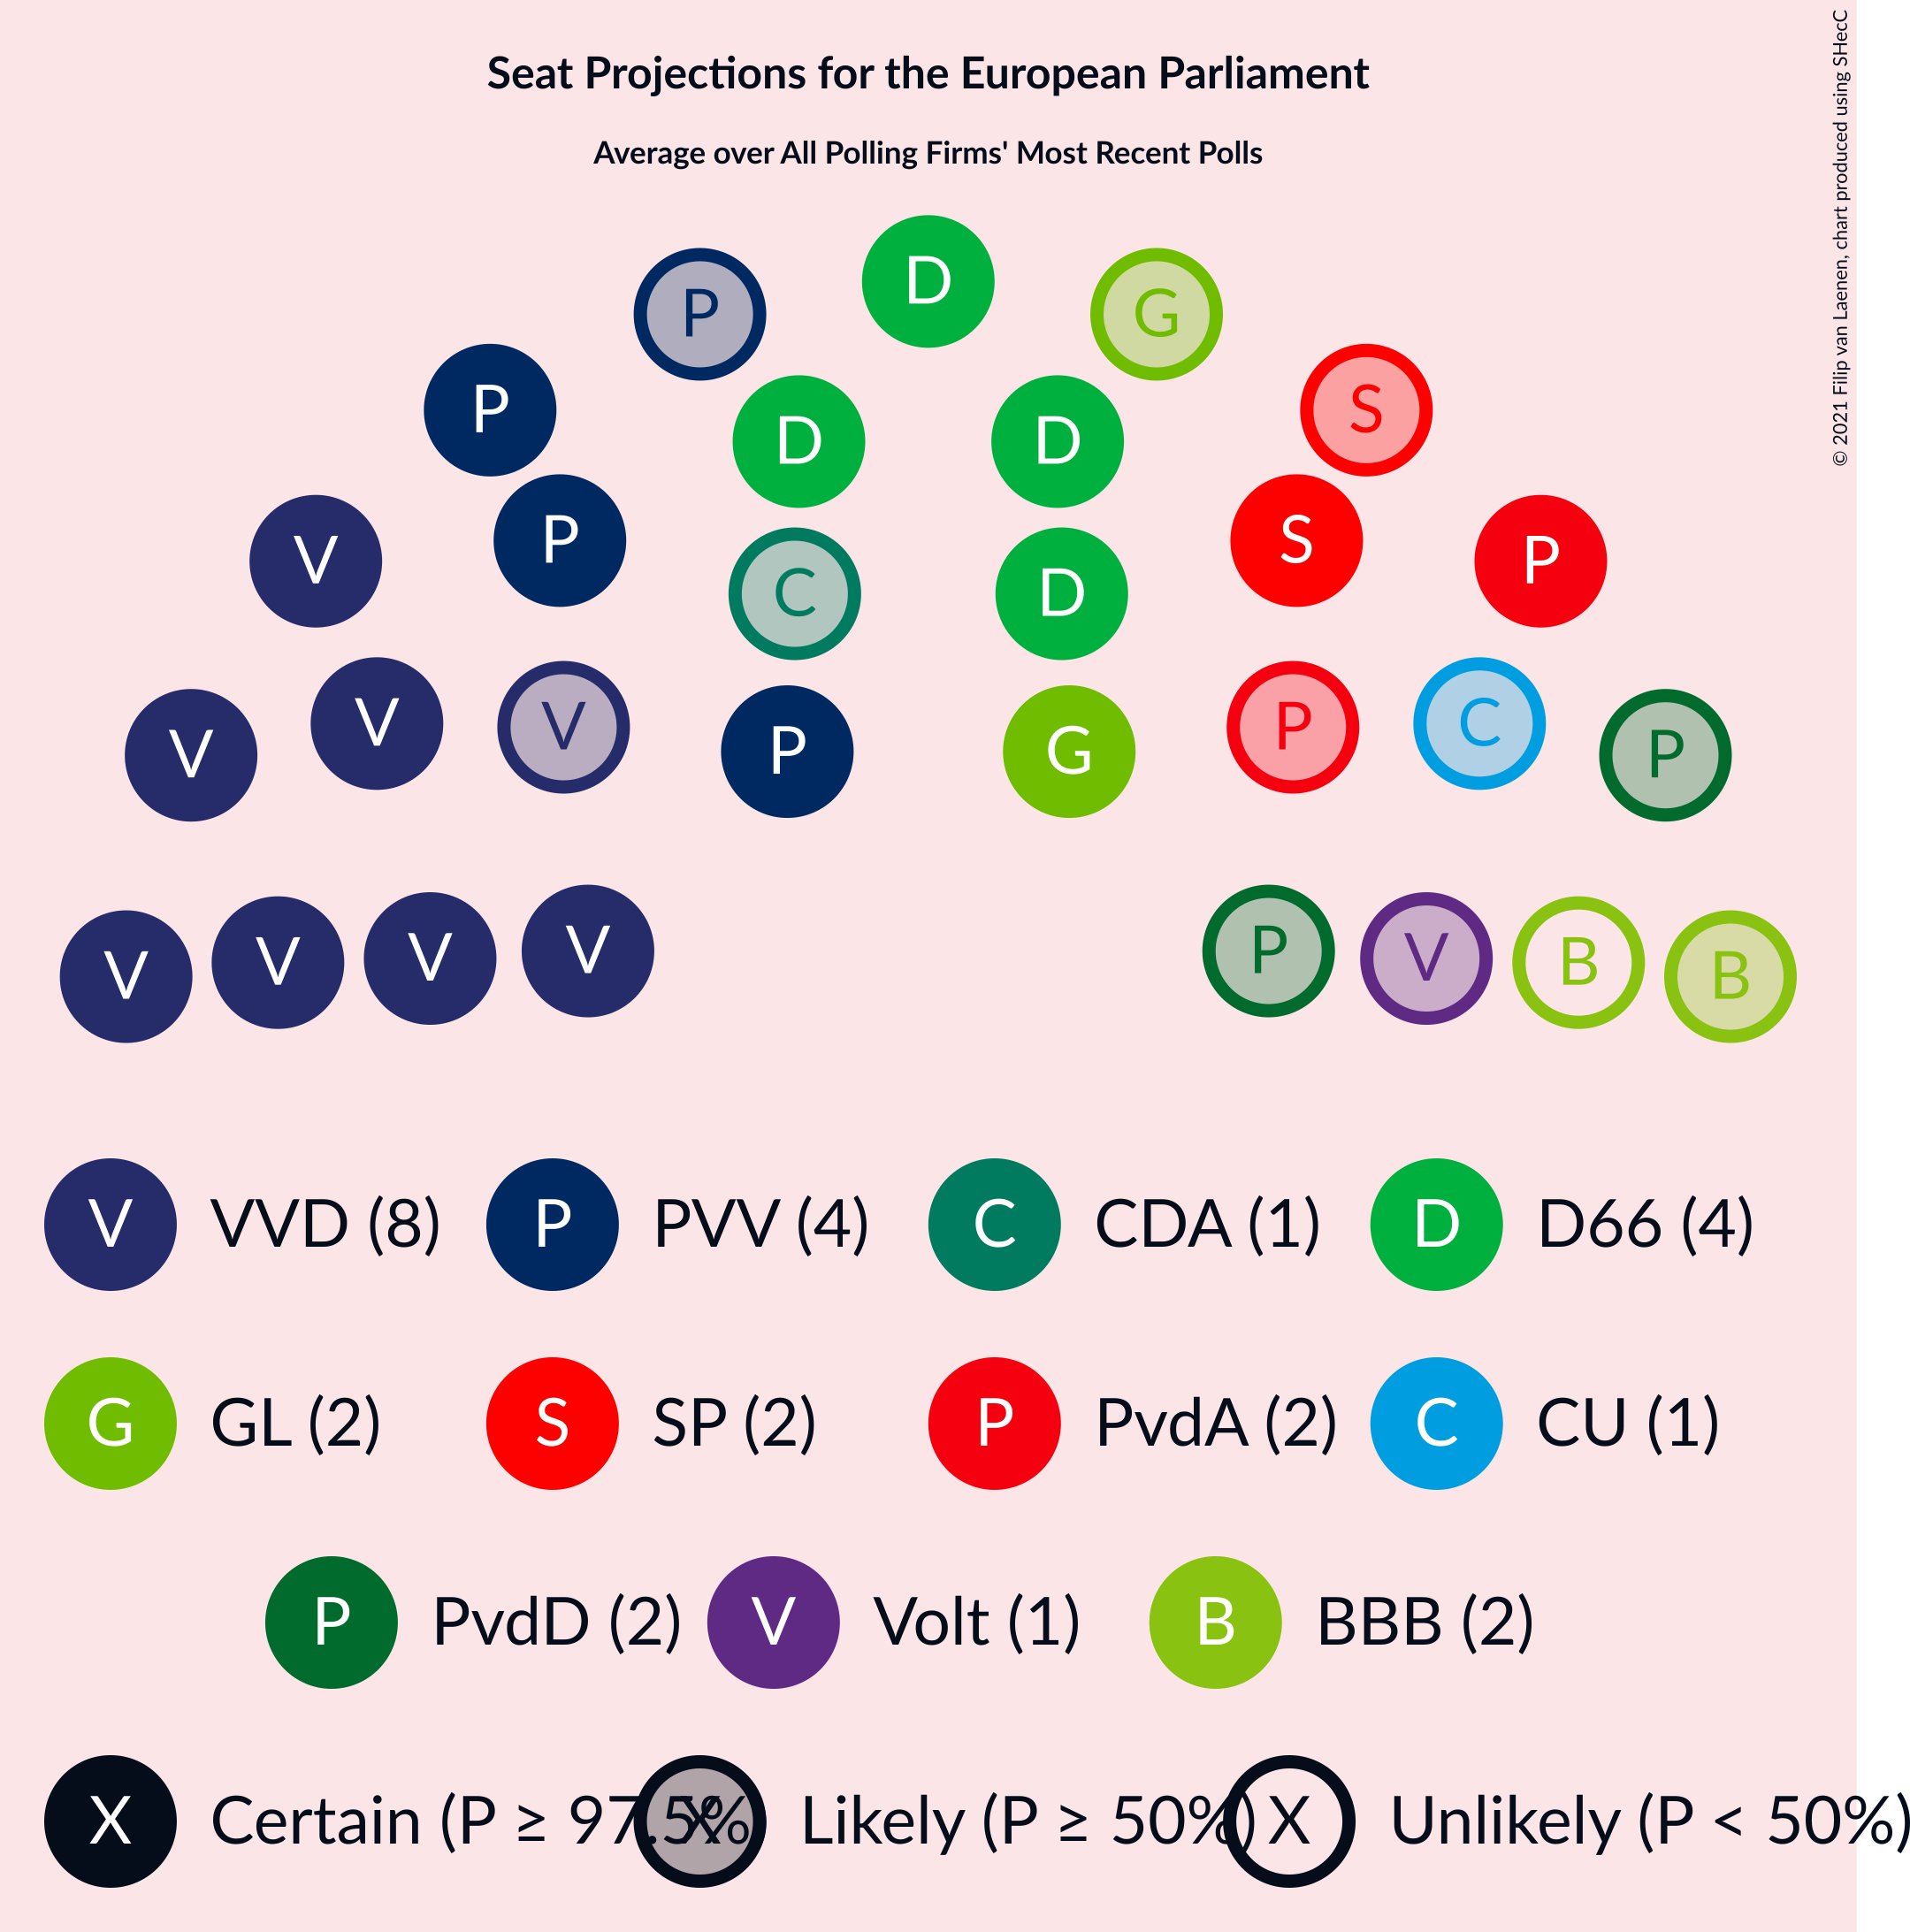 Seat Projections for the European Parliament
Average over All Polling Firms' Most Recent Polls
© 2021 Filip van Laenen, chart produced using SHecC
D
P G
P S
D D
P S
V P
C D
V V
P G
V P C
V P
V P
V V
V B
V B
V VVD (8) P PVV (4) C CDA (1) D D66 (4)
G GL (2) S SP (2) P PvdA (2) C CU (1)
P PvdD (2) V Volt (1) B BBB (2)
X Certain (P ≥ 97.5% X Likely (P ≥ 50%) X Unlikely (P < 50%)